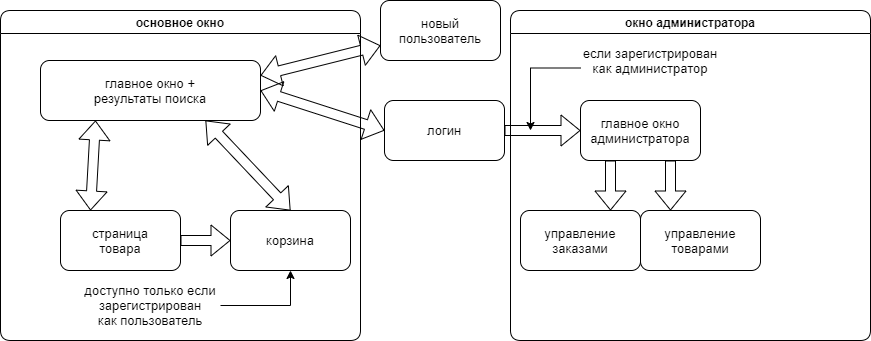 основное окно
новый
пользователь
окно администратора
если зарегистрирован
как администратор
главное окно +
результаты поиска
логин
главное окно
администратора
страница
товара
корзина
управление
заказами
управление
товарами
доступно только если
зарегистрирован
как пользователь